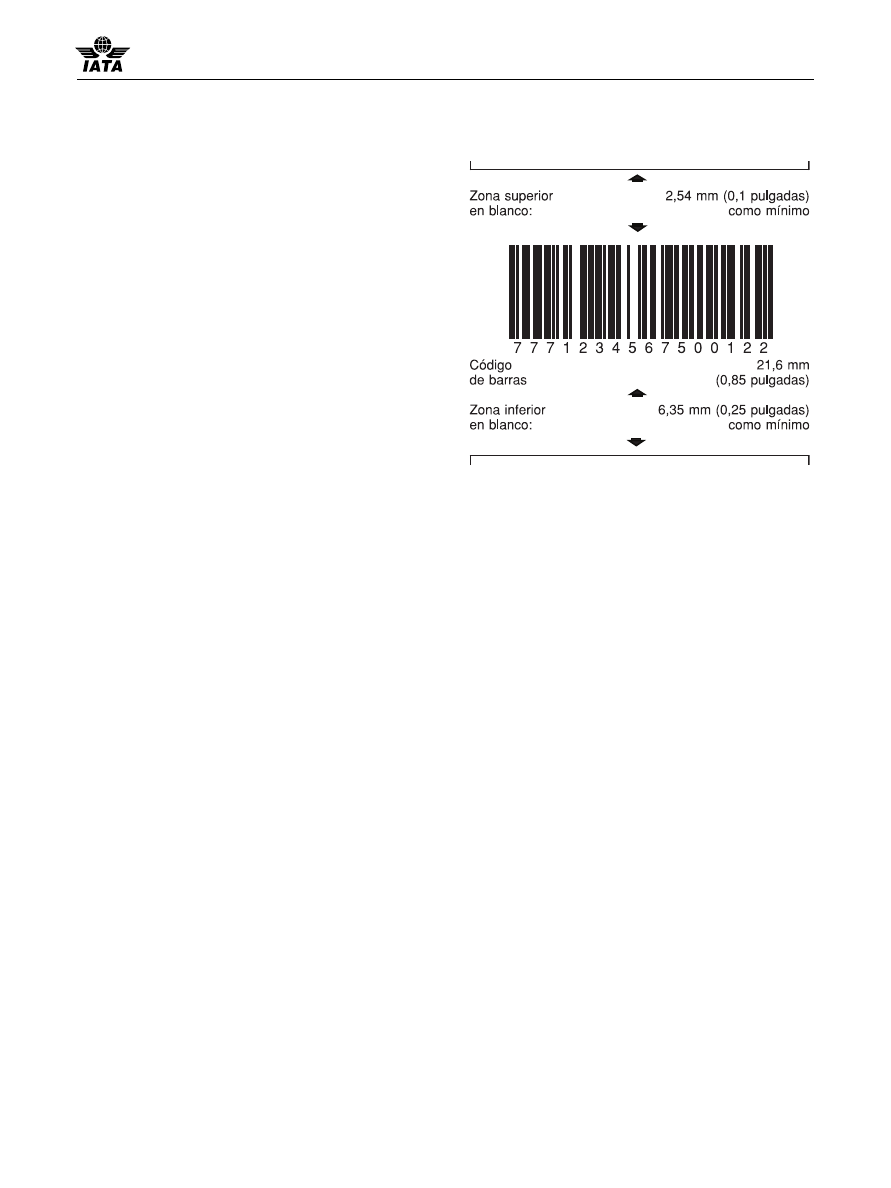 IATA
Zona superior 2,54 mm (0,1 pulgadas)
en blanco: como mínimo
7 7 7 1 2 3 4 5 6 7 5 0 0 1 2 2
Código 21,6 mm
de barras (0,85 pulgadas)
Zona inferior 6,35 mm (0,25 pulgadas)
en blanco: como mínimo